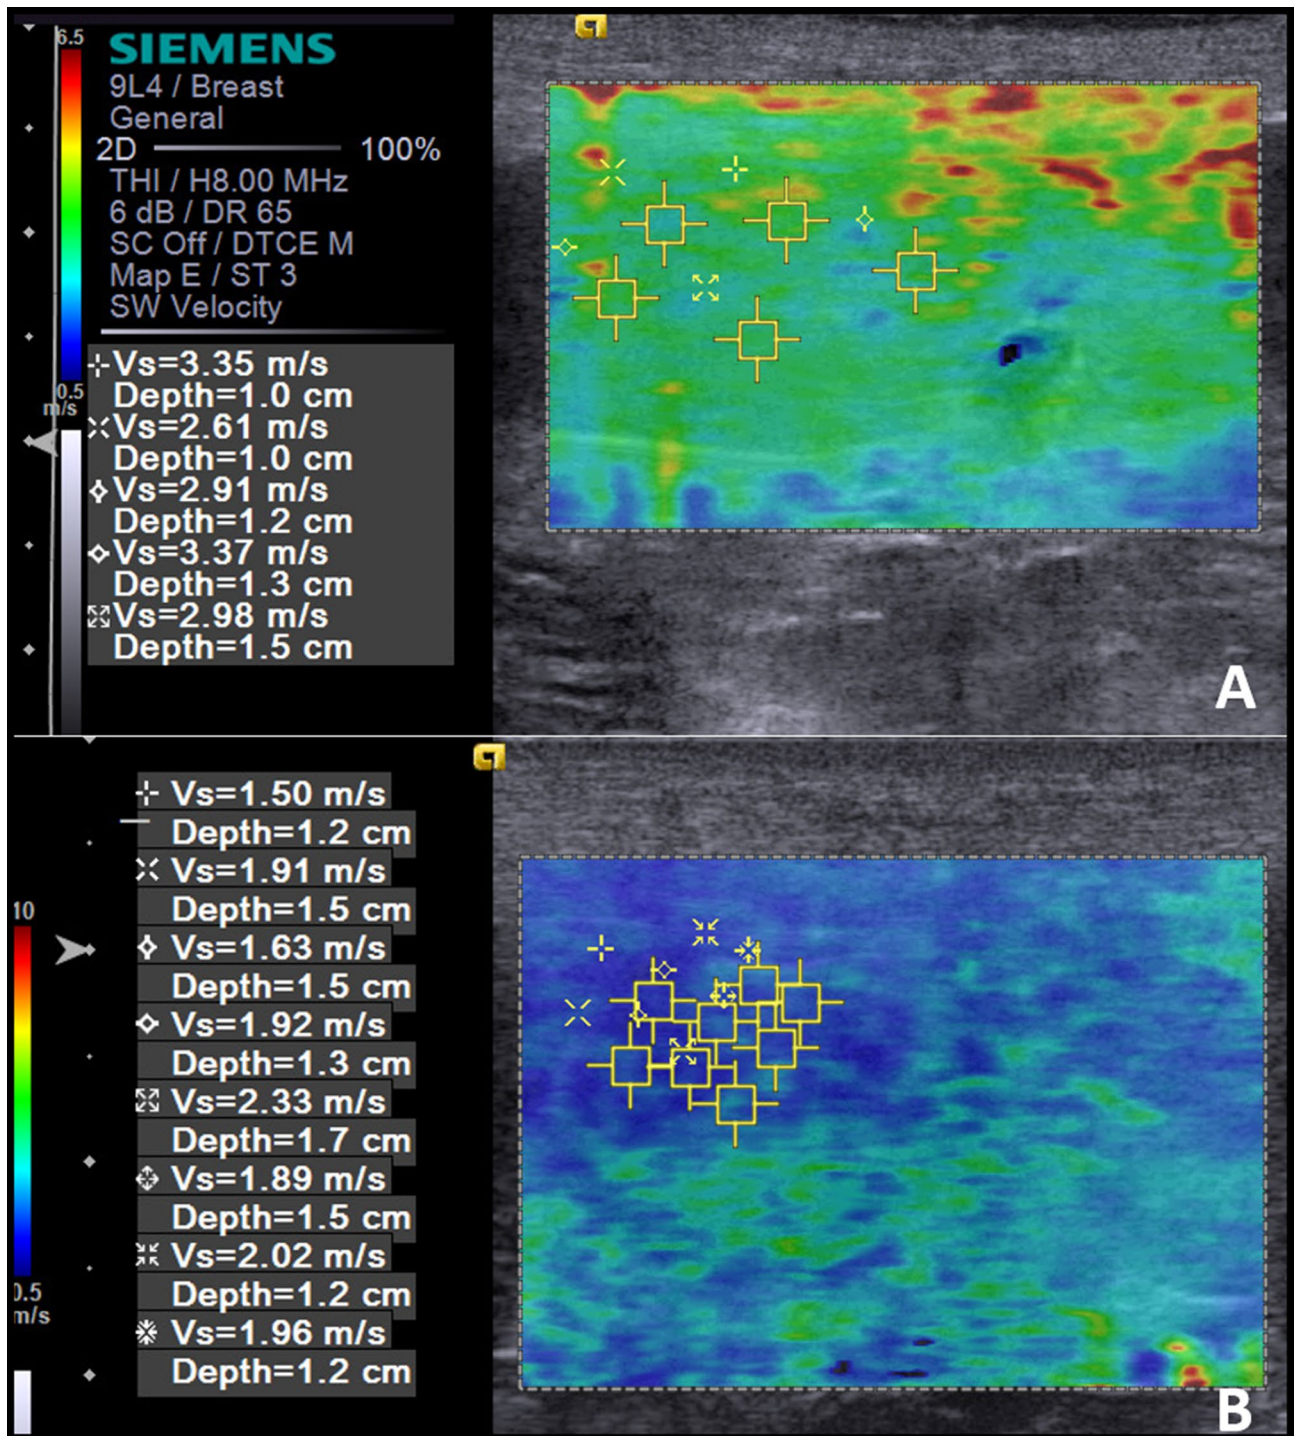 6.5
SIEMENS
9L4 / Breast
General
2D 100%
THI / H8.00 MHz
6 dB / DR 65
SC Off / DTCE M
Map E / ST 3
SW Velocity
Vs=3.35 m/s
0.5
Depth=1.0 cm
m/s
Vs=2.61 m/s
Depth=1.0 cm
Vs=2.91 m/s
Depth=1.2 cm
Vs=3.37 m/s
Depth=1.3 cm
Vs=2.98 m/s
Depth=1.5 cm
A
Vs=1.50 m/s
Depth=1.2 cm
Vs=1.91 m/s
Depth=1.5 cm
10
Vs=1.63 m/s
Depth=1.5 cm
Vs=1.92 m/s
Depth=1.3 cm
Vs=2.33 m/s
Depth=1.7 cm
Vs=1.89 m/s
Depth=1.5 cm
Vs=2.02 m/s
0.5
Depth=1.2 cm
m/s
Vs=1.96 m/s
Depth=1.2 cm
B